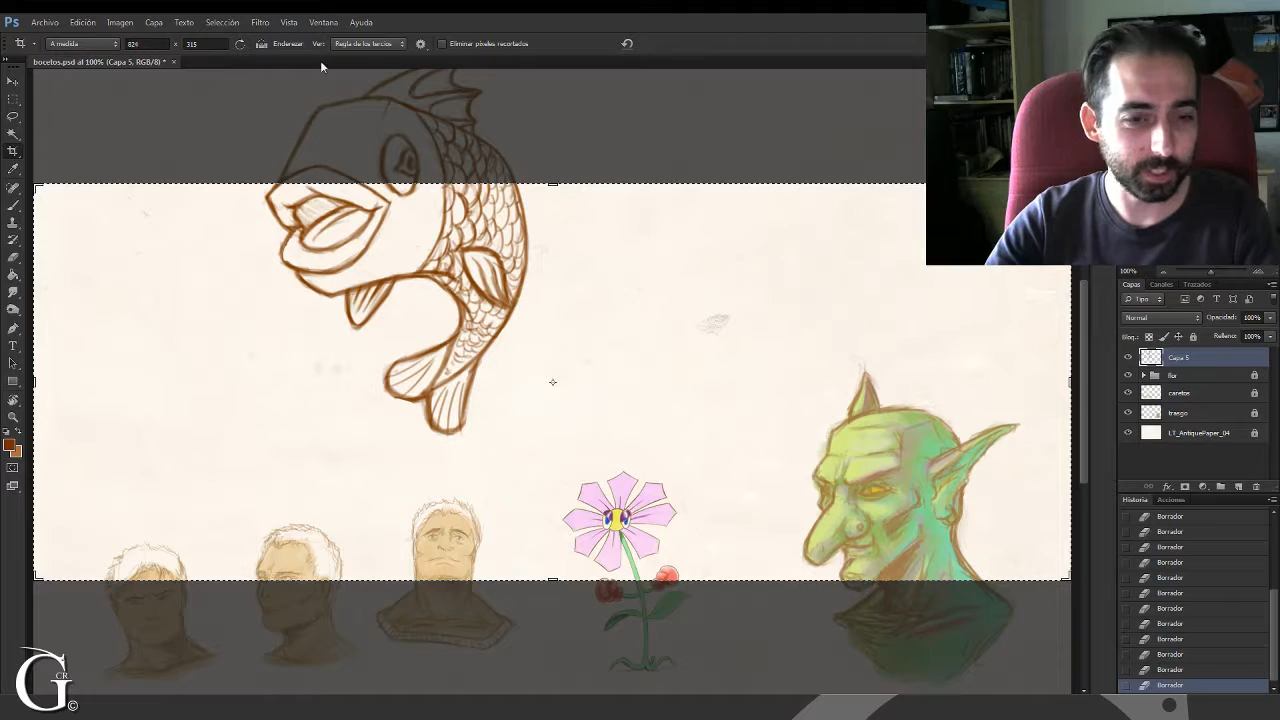 Ps Archivo Edición Imagen Capa Texto Selección Filtro Vista Ventana Ayuda
A medida 824 x 315 Enderezar Ver: Regla de los tercios Eliminar píxeles recortados
bocetos.psd al 100% (Capa 5, RGB/8) * ×
100%
Capas Canales Trazados
Tipo
Normal Opacidad: 100%
Bloq.: Relleno: 100%
Capa 5
flor
caretos
trasgo
LT_AntiquePaper_04
fx
Historia Acciones
Borrador
Borrador
Borrador
Borrador
Borrador
Borrador
Borrador
Borrador
Borrador
Borrador
Borrador
Borrador
G CR ©